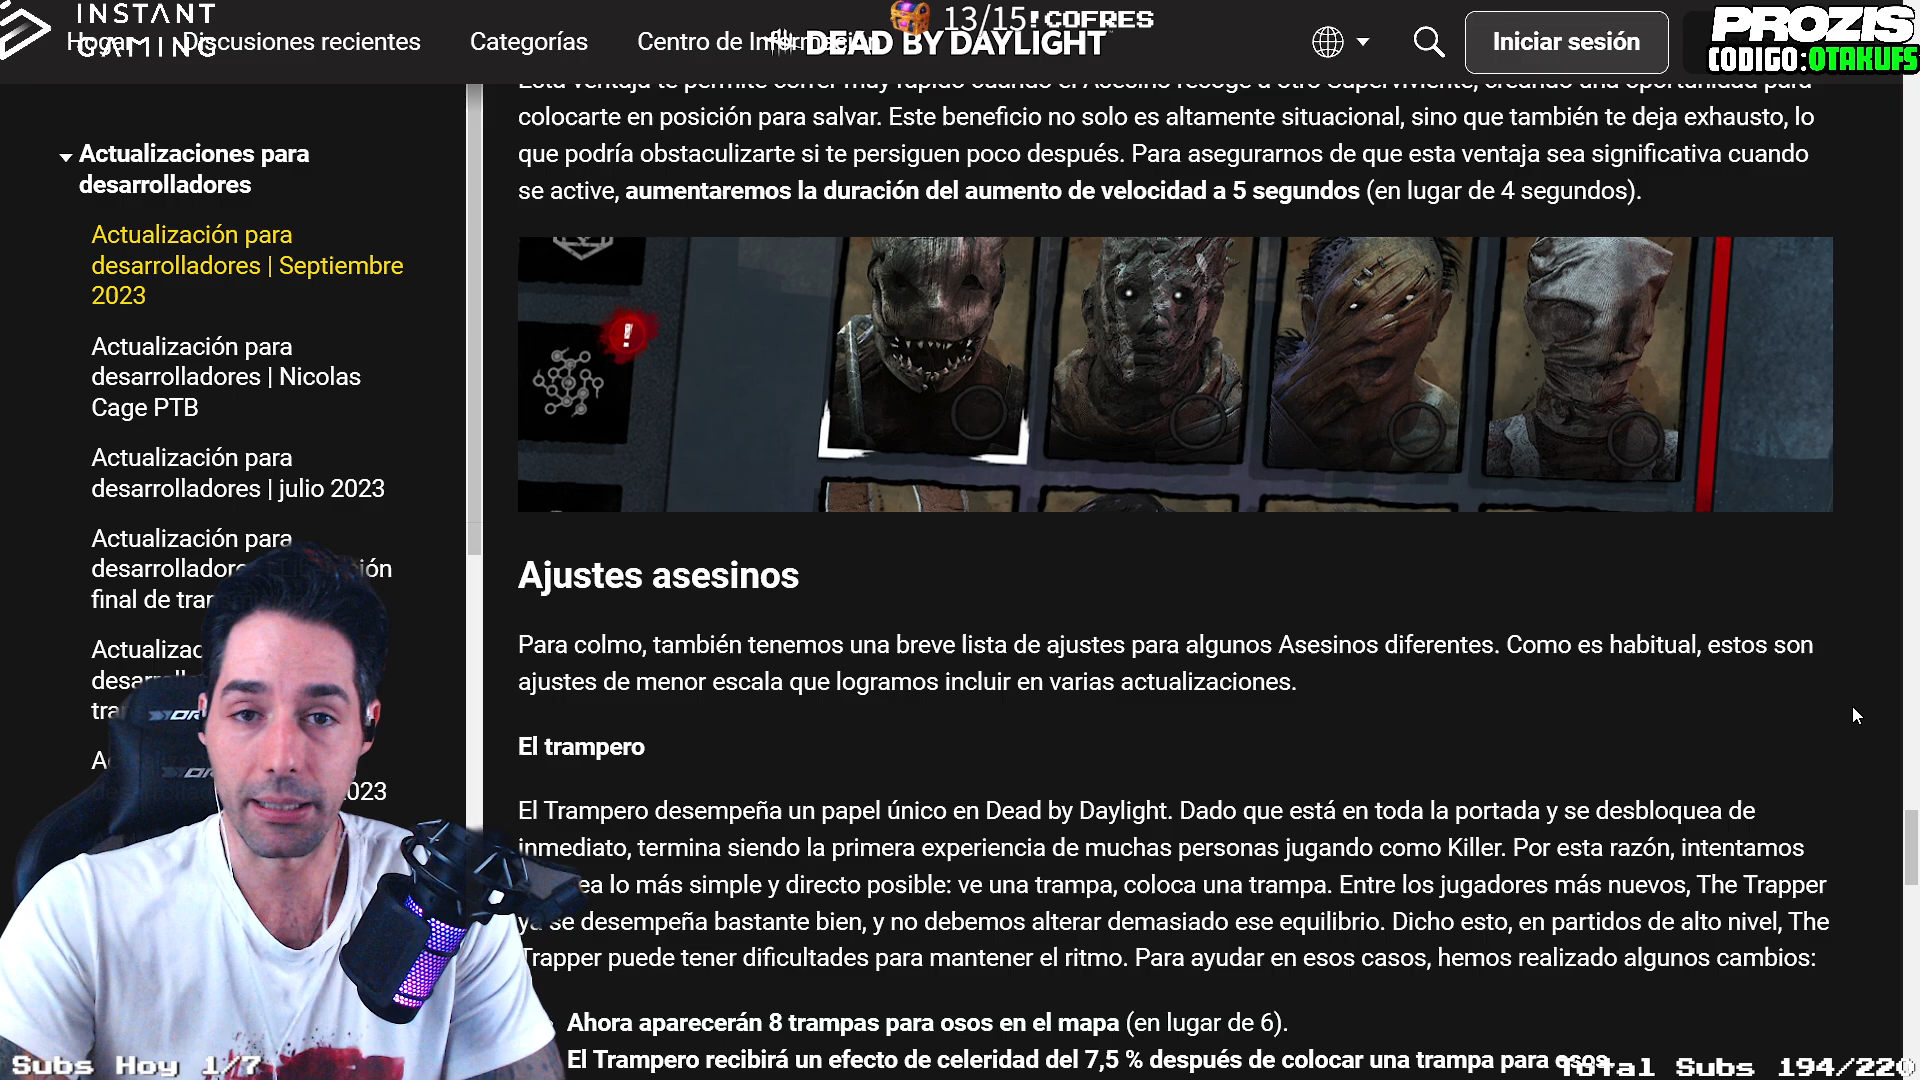 INSTANT
GAMING
13/15
!COFRES
Hogar
Discusiones recientes
Categorías
Centro de Información
DEAD BY DAYLIGHT
Iniciar sesión
PROZIS
CODIGO:OTAKUFS
Actualizaciones para
desarrolladores
Actualización para
desarrolladores | Septiembre
2023
Actualización para
desarrolladores | Nicolas
Cage PTB
Actualización para
desarrolladores | julio 2023
Actualización para
final de
023
Esta ventaja te permite correr muy rápido cuando el Asesino recoge a otro Superviviente, creando una oportunidad para
colocarte en posición para salvar. Este beneficio no solo es altamente situacional, sino que también te deja exhausto, lo
que podría obstaculizarte si te persiguen poco después. Para asegurarnos de que esta ventaja sea significativa cuando
se active, aumentaremos la duración del aumento de velocidad a 5 segundos (en lugar de 4 segundos).
!
Ajustes asesinos
Para colmo, también tenemos una breve lista de ajustes para algunos Asesinos diferentes. Como es habitual, estos son
ajustes de menor escala que logramos incluir en varias actualizaciones.
El trampero
El Trampero desempeña un papel único en Dead by Daylight. Dado que está en toda la portada y se desbloquea de
inmediato, termina siendo la primera experiencia de muchas personas jugando como Killer. Por esta razón, intentamos
lo más simple y directo posible: ve una trampa, coloca una trampa. Entre los jugadores más nuevos, The Trapper
ya se desempeña bastante bien, y no debemos alterar demasiado ese equilibrio. Dicho esto, en partidos de alto nivel, The
Trapper puede tener dificultades para mantener el ritmo. Para ayudar en esos casos, hemos realizado algunos cambios:
Ahora aparecerán 8 trampas para osos en el mapa (en lugar de 6).
El Trampero recibirá un efecto de celeridad del 7,5 % después de colocar una trampa para osos
Subs Hoy 1/7
Total Subs 194/220